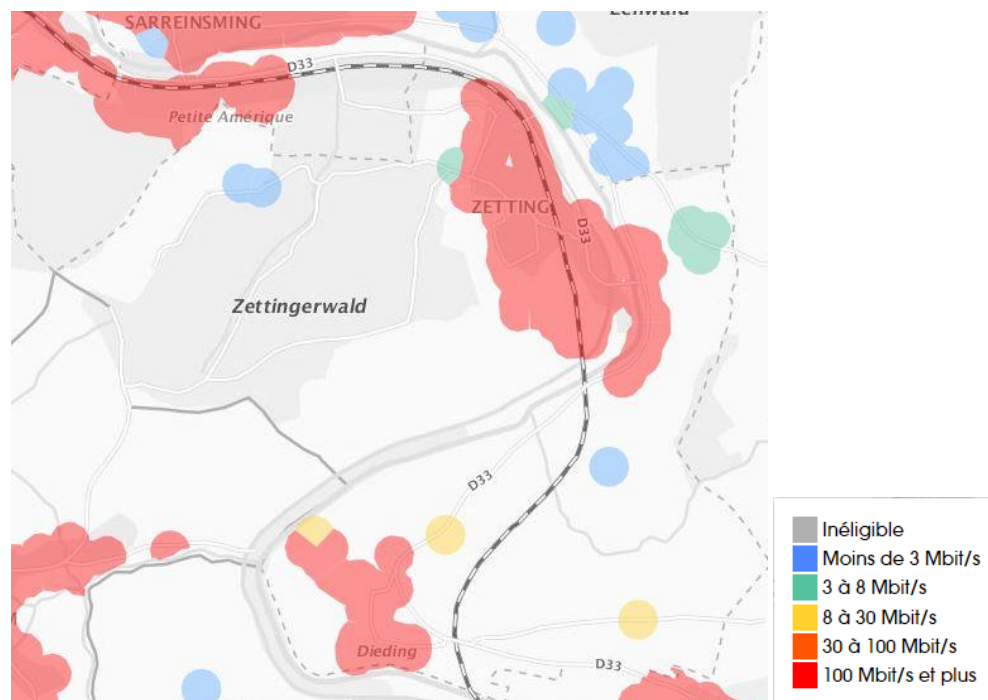 SARREINSMING
D33
Petite Amérique
ZETTING
D33
Zettingerwald
D33
Dieding
D33
Inéligible
Moins de 3 Mbit/s
3 à 8 Mbit/s
8 à 30 Mbit/s
30 à 100 Mbit/s
100 Mbit/s et plus